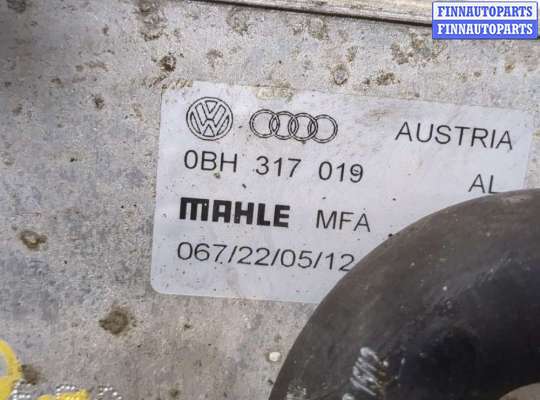 FINNAUTOPARTS
FINNAUTOPARTS
AUSTRIA
0BH 317 019
AL
MAHLE MFA
067/22/05/12